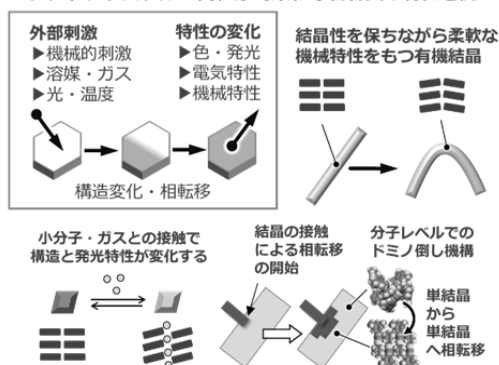 外部刺激
▶機械的刺激
▶溶媒・ガス
▶光・温度
特性の変化
▶色・発光
▶電気特性
▶機械特性
構造変化・相転移
結晶性を保ちながら柔軟な
機械特性をもつ有機結晶
小分子・ガスとの接触で
構造と発光特性が変化する
結晶の接触
による相転移
の開始
分子レベルでの
ドミノ倒し機構
単結晶
から
単結晶
へ相転移